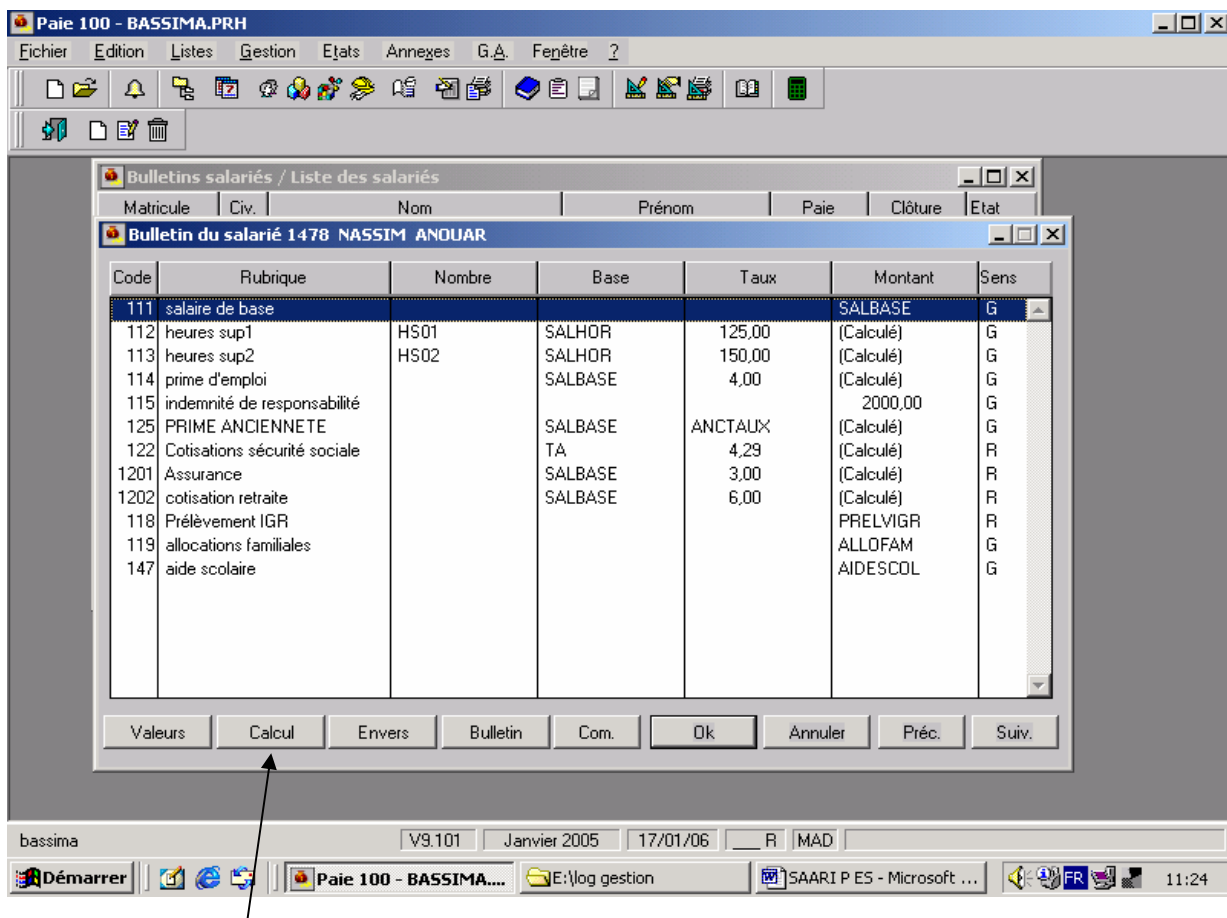 Paie 100 - BASSIMA.PRH
Fichier Edition Listes Gestion Etats Annexes G.A. Fenêtre ?
Bulletins salariés / Liste des salariés
Matricule Civ. Nom Prénom Paie Clôture Etat
Bulletin du salarié 1478 NASSIM ANOUAR
Code Rubrique Nombre Base Taux Montant Sens
111 salaire de base SALBASE G
112 heures sup1 HS01 SALHOR 125,00 (Calculé) G
113 heures sup2 HS02 SALHOR 150,00 (Calculé) G
114 prime d'emploi SALBASE 4,00 (Calculé) G
115 indemnité de responsabilité 2000,00 G
125 PRIME ANCIENNETE SALBASE ANCTAUX (Calculé) G
122 Cotisations sécurité sociale TA 4,29 (Calculé) R
1201 Assurance SALBASE 3,00 (Calculé) R
1202 cotisation retraite SALBASE 6,00 (Calculé) R
118 Prélèvement IGR PRELVIGR R
119 allocations familiales ALLOFAM G
147 aide scolaire AIDESCOL G
Valeurs Calcul Envers Bulletin Com. Ok Annuler Préc. Suiv.
bassima V9.101 Janvier 2005 17/01/06 ___ R MAD
Démarrer Paie 100 - BASSIMA.... E:\log gestion SAARI P ES - Microsoft ... FR 11:24